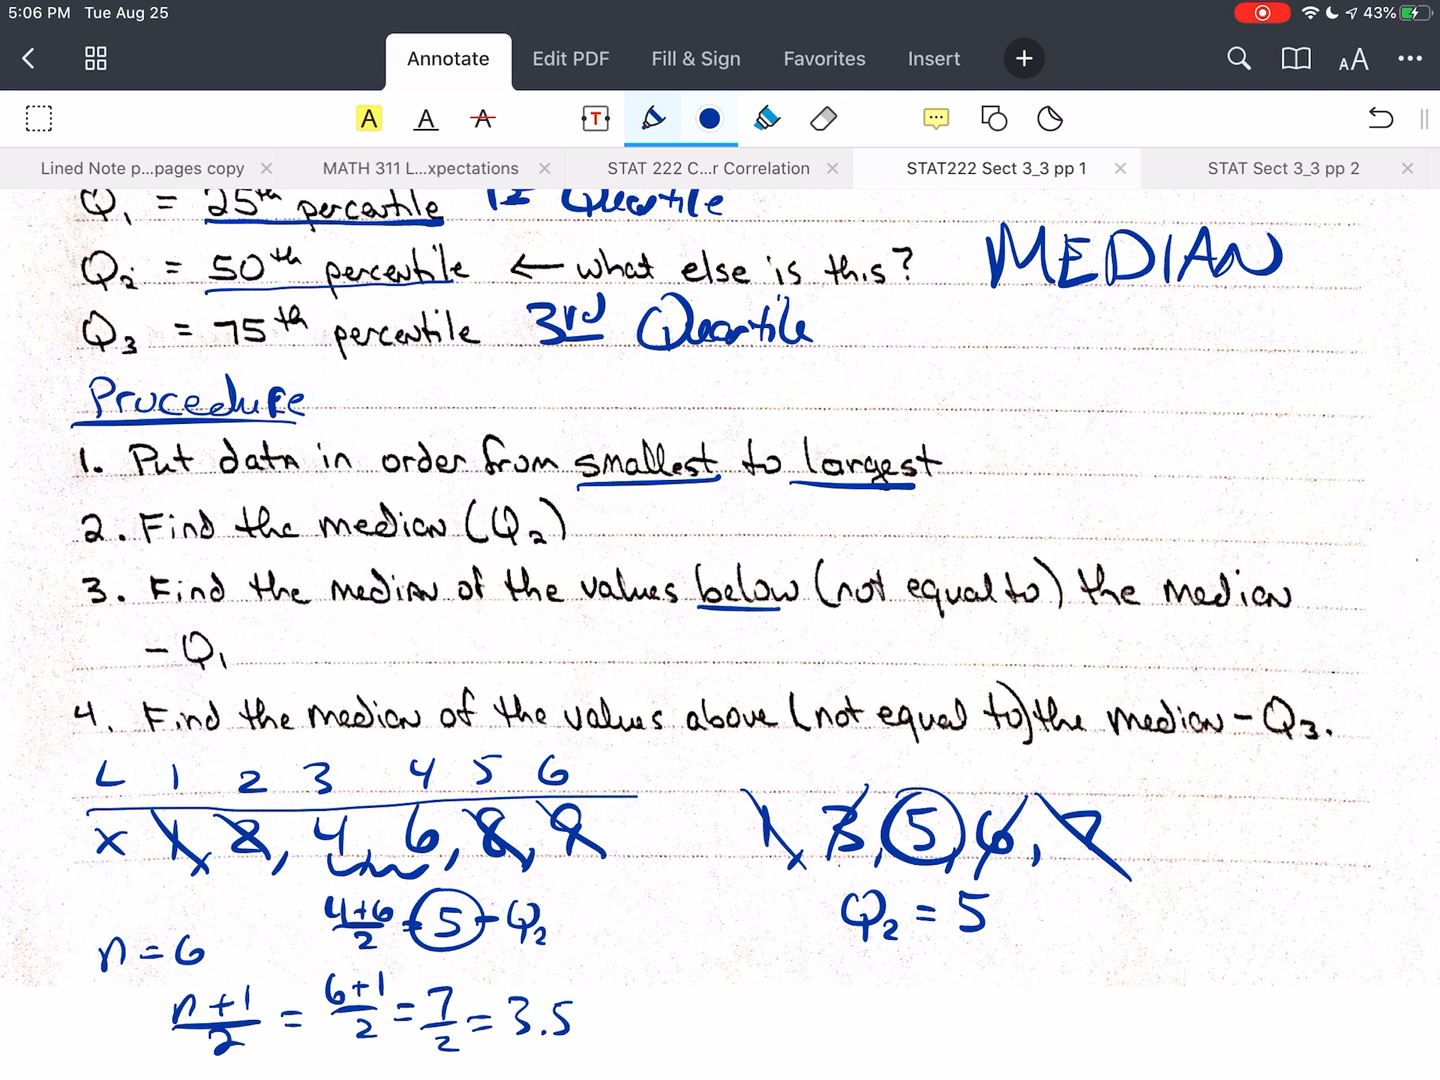 5:06 PM Tue Aug 25 43%
Annotate Edit PDF Fill & Sign Favorites Insert
A A A T AA
Lined Note p...pages copy MATH 311 L...xpectations STAT 222 C...r Correlation STAT222 Sect 3_3 pp 1 STAT Sect 3_3 pp 2
Q1 = 25th percentile 1st Quartile
Q2 = 50th percentile ← what else is this? MEDIAN
Q3 = 75th percentile 3rd Quartile
Procedure
1. Put data in order from smallest to largest
2. Find the median (Q2)
3. Find the median of the values below (not equal to) the median
- Q1
4. Find the median of the values above (not equal to) the median - Q3.
L 1 2 3 4 5 6
X 1, 2, 4, 6, 8, 9 1, 3, 5, 6, 7
4+6/2 = 5 - Q2 Q2 = 5
n = 6
n+1/2 = 6+1/2 = 7/2 = 3.5